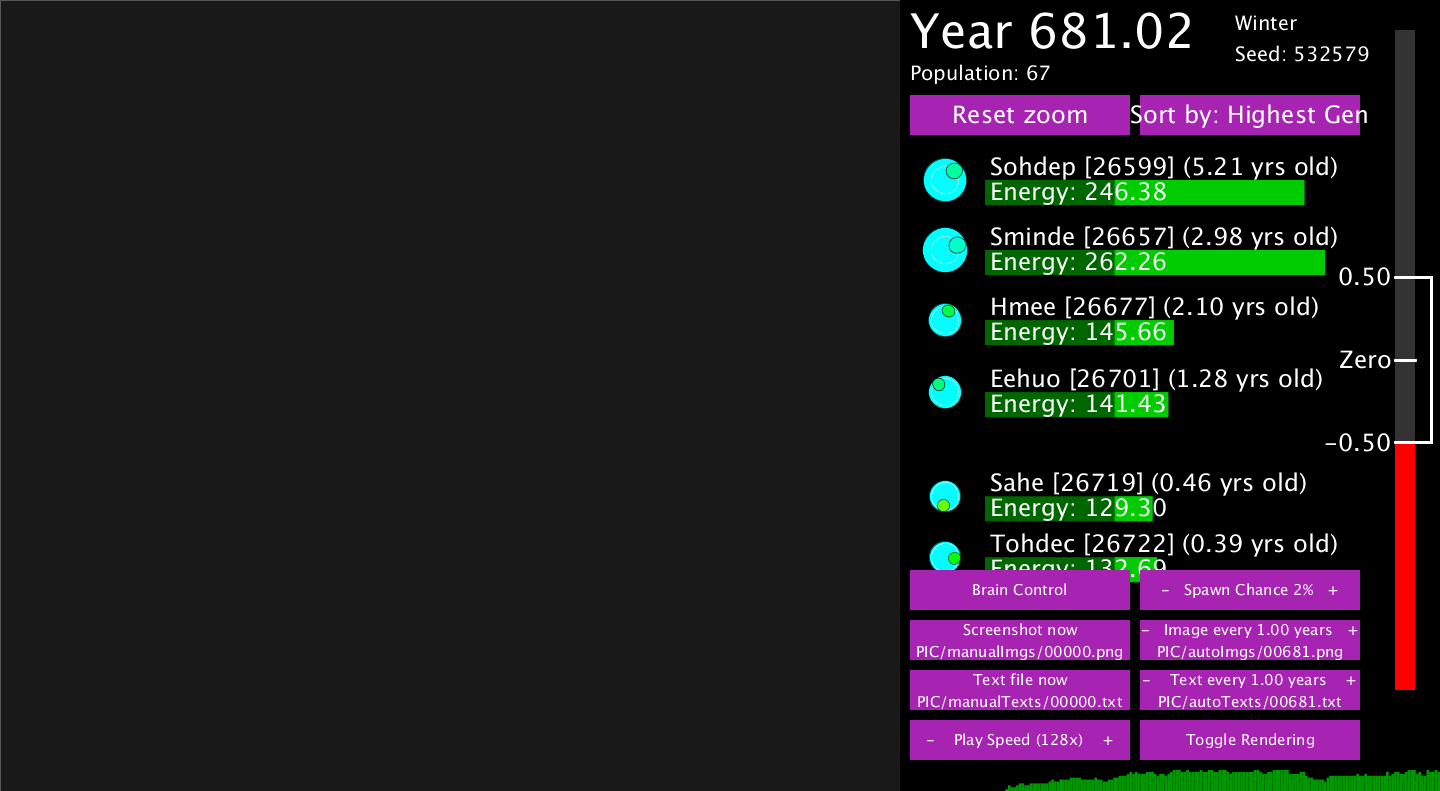 Year 681.02
Winter
Seed: 532579
Population: 67
Reset zoom
Sort by: Highest Gen
Sohdep [26599] (5.21 yrs old)
Energy: 246.38
Sminde [26657] (2.98 yrs old)
Energy: 262.26
0.50
Hmee [26677] (2.10 yrs old)
Energy: 145.66
Zero
Eehuo [26701] (1.28 yrs old)
Energy: 141.43
-0.50
Sahe [26719] (0.46 yrs old)
Energy: 129.30
Tohdec [26722] (0.39 yrs old)
Energy: 132.69
Brain Control
- Spawn Chance 2% +
Screenshot now
PIC/manualImgs/00000.png
- Image every 1.00 years +
PIC/autoImgs/00681.png
Text file now
PIC/manualTexts/00000.txt
- Text every 1.00 years +
PIC/autoTexts/00681.txt
- Play Speed (128x) +
Toggle Rendering